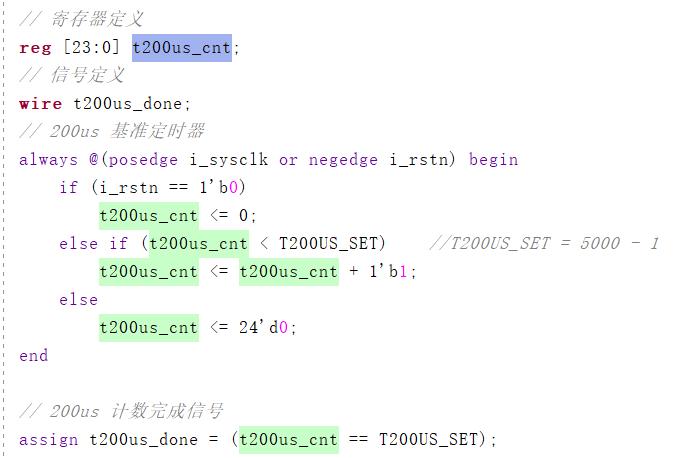 // 寄存器定义
reg [23:0] t200us_cnt;
// 信号定义
wire t200us_done;
// 200us 基准定时器
always @(posedge i_sysclk or negedge i_rstn) begin
if (i_rstn == 1'b0)
t200us_cnt <= 0;
else if (t200us_cnt < T200US_SET) //T200US_SET = 5000 - 1
t200us_cnt <= t200us_cnt + 1'b1;
else
t200us_cnt <= 24'd0;
end
// 200us 计数完成信号
assign t200us_done = (t200us_cnt == T200US_SET);